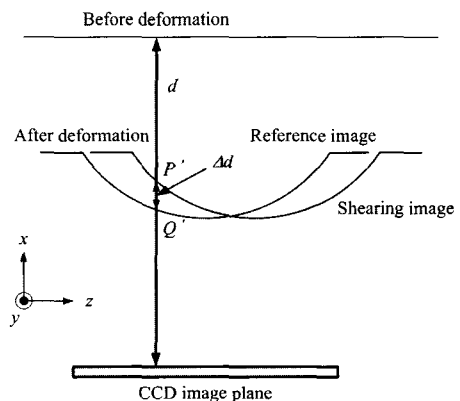 Before deformation
d
After deformation
Reference image
P'
Δd
Shearing image
Q'
x
z
y
CCD image plane